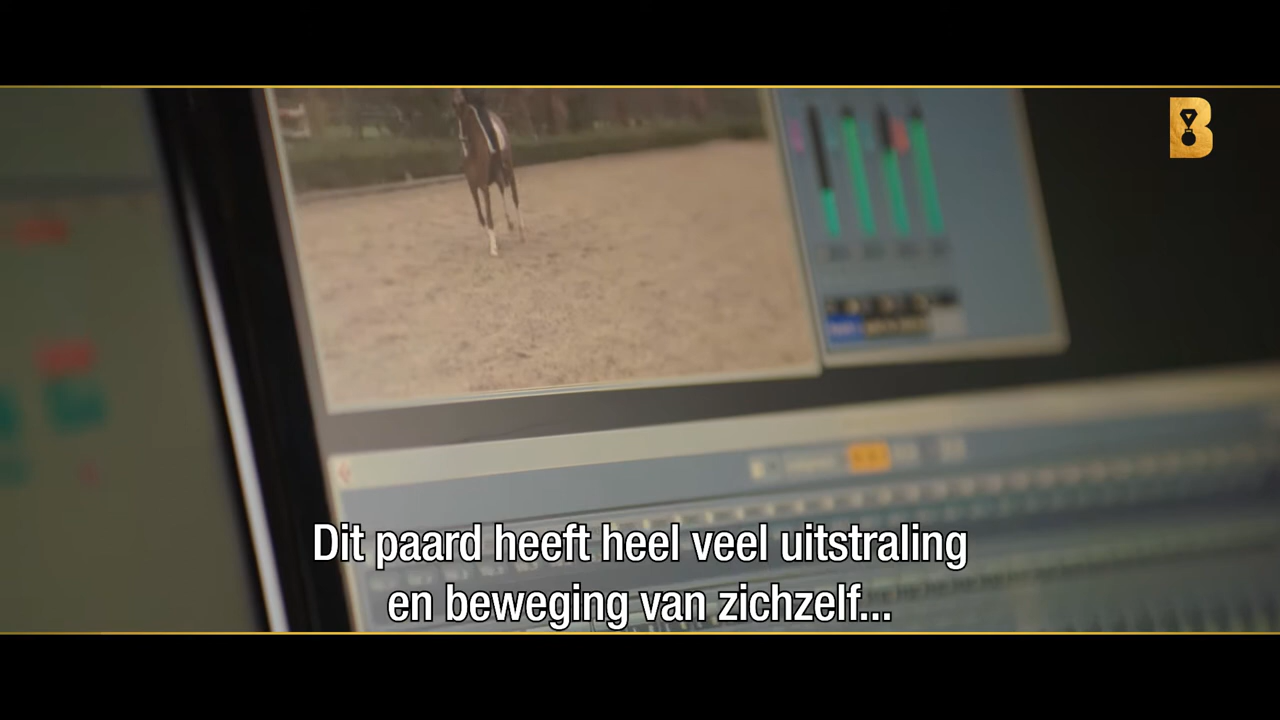 B
Dit paard heeft heel veel uitstraling
en beweging van zichzelf...